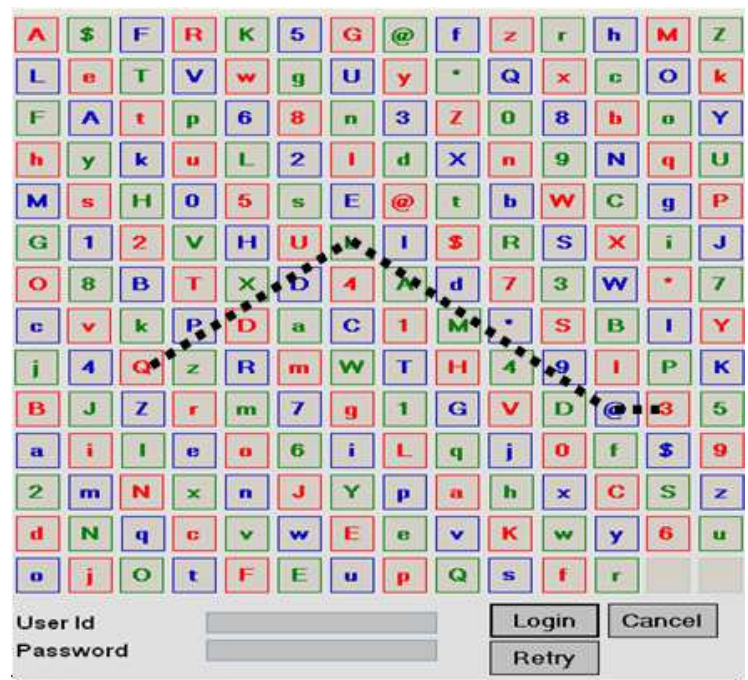 A $ F R K 5 G @ f z r h M Z
L e T V w g U y * Q x c O k
F A t p 6 8 n 3 Z 0 8 b o Y
h y k u L 2 l d X n 9 N q U
M s H 0 5 s E @ t b W C g P
G 1 2 V H U I $ R S X i J
O 8 B T X D 4 A d 7 3 W * 7
c v k P D a C 1 M * S B I Y
j 4 Q z R m W T H 4 9 I P K
B J Z r m 7 g 1 G V D @ 3 5
a i l e o 6 i L q j 0 f $ 9
2 m N x n J Y p a h x C S z
d N q c v w E e v K w y 6 u
o j O t F E u p Q s f r
User Id
Login Cancel
Password
Retry